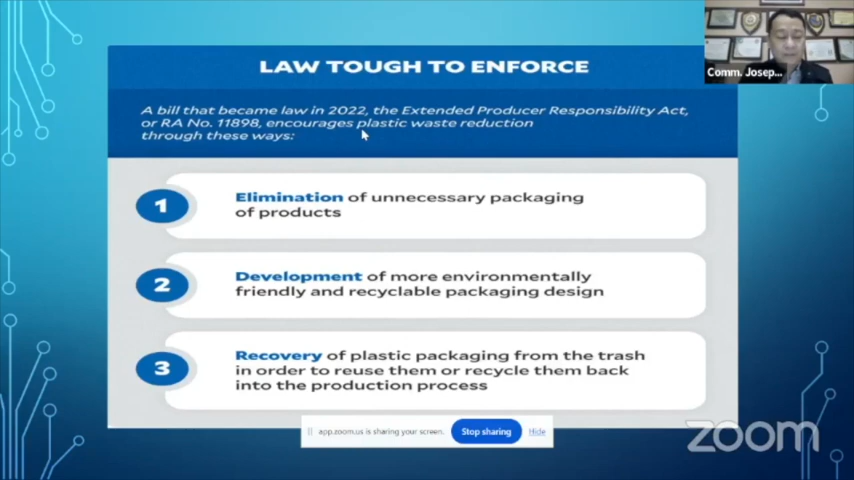 LAW TOUGH TO ENFORCE
Comm. Josep...
A bill that became law in 2022, the Extended Producer Responsibility Act,
or RA No. 11898, encourages plastic waste reduction
through these ways:
1
Elimination of unnecessary packaging
of products
2
Development of more environmentally
friendly and recyclable packaging design
3
Recovery of plastic packaging from the trash
in order to reuse them or recycle them back
into the production process
app.zoom.us is sharing your screen.
Stop sharing
Hide
zoom